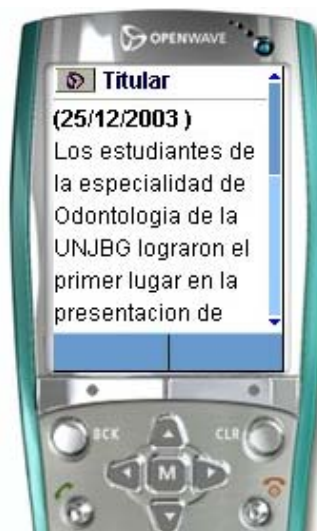 OPENWAVE
Titular
(25/12/2003 )
Los estudiantes de
la especialidad de
Odontologia de la
UNJBG lograron el
primer lugar en la
presentacion de
BCK
CLR
M